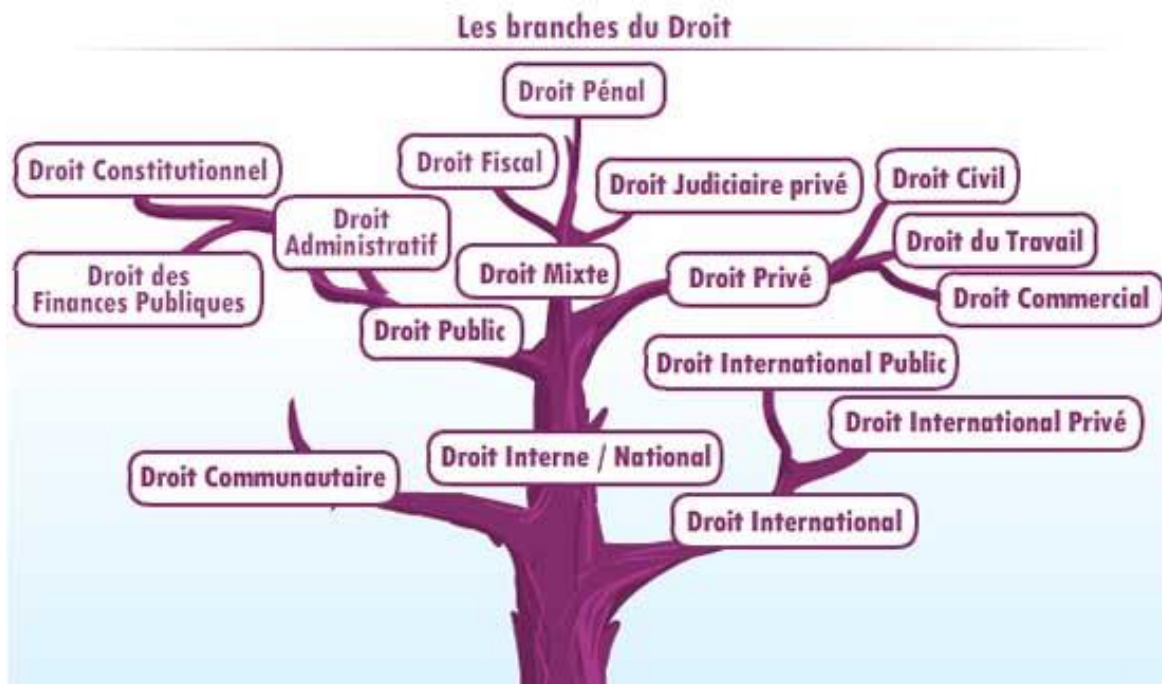 Les branches du Droit
Droit Pénal
Droit Constitutionnel
Droit Fiscal
Droit Judiciaire privé
Droit Civil
Droit
Administratif
Droit du Travail
Droit des
Finances Publiques
Droit Mixte
Droit Privé
Droit Commercial
Droit Public
Droit International Public
Droit International Privé
Droit Communautaire
Droit Interne / National
Droit International